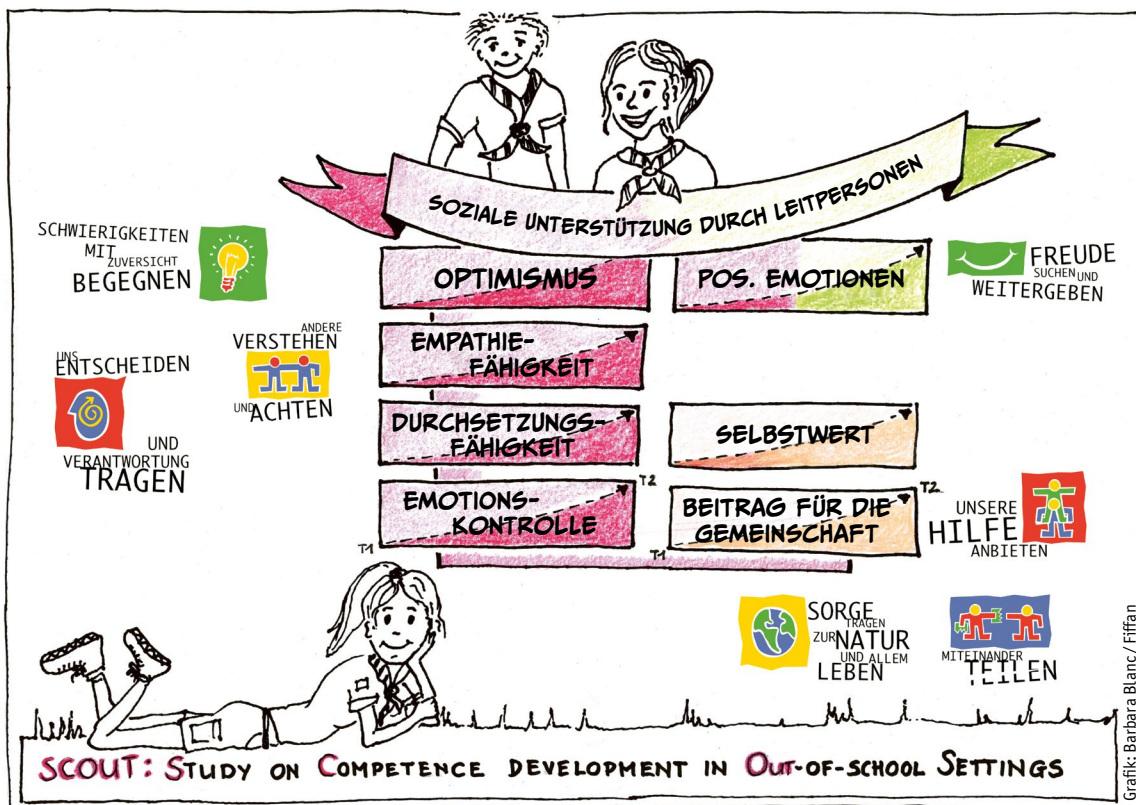 SOZIALE UNTERSTÜTZUNG DURCH LEITPERSONEN
SCHWIERIGKEITEN
MIT
ZUVERSICHT
BEGEGNEN
OPTIMISMUS
POS. EMOTIONEN
FREUDE
SUCHEN UND
WEITERGEBEN
ANDERE
VERSTEHEN
UND ACHTEN
EMPATHIE-
FÄHIGKEIT
UNS
ENTSCHEIDEN
UND
VERANTWORTUNG
TRAGEN
DURCHSETZUNGS-
FÄHIGKEIT
SELBSTWERT
EMOTIONS-
KONTROLLE
T1
T2
BEITRAG FÜR DIE
GEMEINSCHAFT
T1
T2
UNSERE
HILFE
ANBIETEN
SORGE
TRAGEN
ZUR NATUR
UND ALLEM
LEBEN
MITEINANDER
TEILEN
SCOUT: STUDY ON COMPETENCE DEVELOPMENT IN OUT-OF-SCHOOL SETTINGS
Grafik: Barbara Blanc / Fiffan